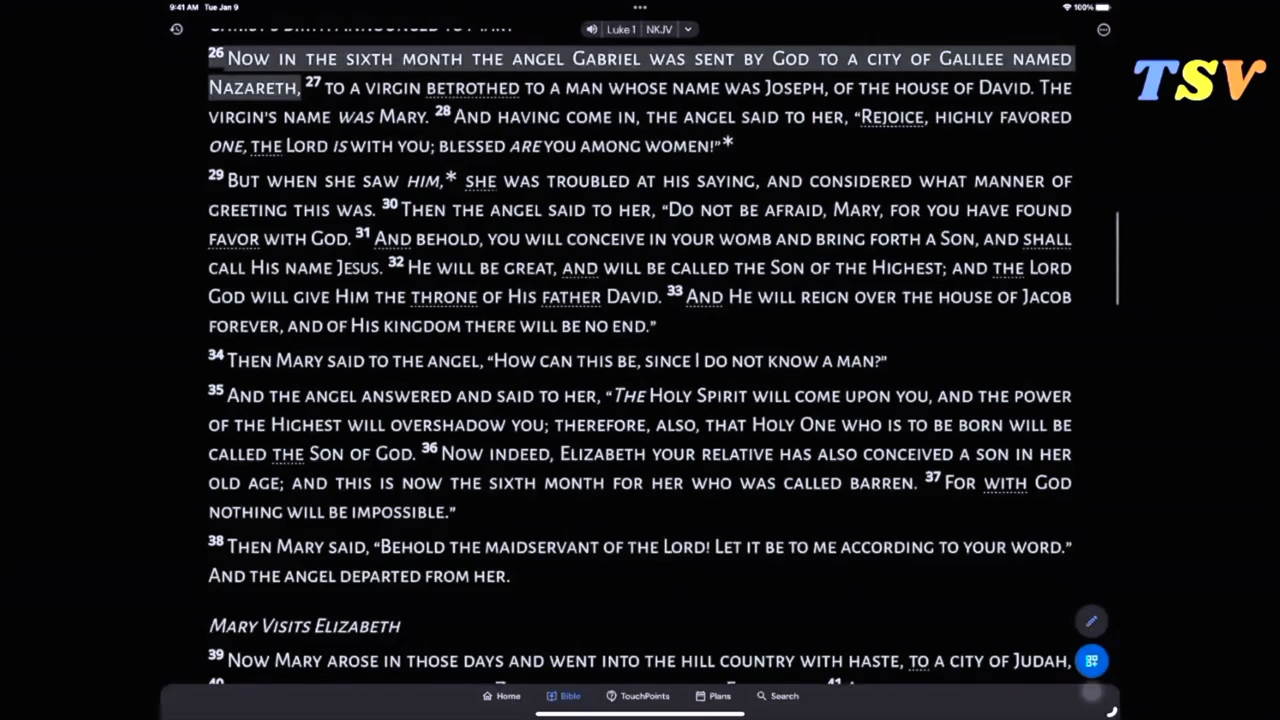 9:41 AM Tue Jan 9
100%
CHRIST'S BIRTH ANNOUNCED TO MARY
Luke 1 NKJV
TSV
26 NOW IN THE SIXTH MONTH THE ANGEL GABRIEL WAS SENT BY GOD TO A CITY OF GALILEE NAMED
NAZARETH, 27 TO A VIRGIN BETROTHED TO A MAN WHOSE NAME WAS JOSEPH, OF THE HOUSE OF DAVID. THE
VIRGIN'S NAME WAS MARY. 28 AND HAVING COME IN, THE ANGEL SAID TO HER, “REJOICE, HIGHLY FAVORED
ONE, THE LORD IS WITH YOU; BLESSED ARE YOU AMONG WOMEN!”*
29 BUT WHEN SHE SAW HIM,* SHE WAS TROUBLED AT HIS SAYING, AND CONSIDERED WHAT MANNER OF
GREETING THIS WAS. 30 THEN THE ANGEL SAID TO HER, “DO NOT BE AFRAID, MARY, FOR YOU HAVE FOUND
FAVOR WITH GOD. 31 AND BEHOLD, YOU WILL CONCEIVE IN YOUR WOMB AND BRING FORTH A SON, AND SHALL
CALL HIS NAME JESUS. 32 HE WILL BE GREAT, AND WILL BE CALLED THE SON OF THE HIGHEST; AND THE LORD
GOD WILL GIVE HIM THE THRONE OF HIS FATHER DAVID. 33 AND HE WILL REIGN OVER THE HOUSE OF JACOB
FOREVER, AND OF HIS KINGDOM THERE WILL BE NO END.”
34 THEN MARY SAID TO THE ANGEL, “HOW CAN THIS BE, SINCE I DO NOT KNOW A MAN?”
35 AND THE ANGEL ANSWERED AND SAID TO HER, “THE HOLY SPIRIT WILL COME UPON YOU, AND THE POWER
OF THE HIGHEST WILL OVERSHADOW YOU; THEREFORE, ALSO, THAT HOLY ONE WHO IS TO BE BORN WILL BE
CALLED THE SON OF GOD. 36 NOW INDEED, ELIZABETH YOUR RELATIVE HAS ALSO CONCEIVED A SON IN HER
OLD AGE; AND THIS IS NOW THE SIXTH MONTH FOR HER WHO WAS CALLED BARREN. 37 FOR WITH GOD
NOTHING WILL BE IMPOSSIBLE.”
38 THEN MARY SAID, “BEHOLD THE MAIDSERVANT OF THE LORD! LET IT BE TO ME ACCORDING TO YOUR WORD.”
AND THE ANGEL DEPARTED FROM HER.
MARY VISITS ELIZABETH
39 NOW MARY AROSE IN THOSE DAYS AND WENT INTO THE HILL COUNTRY WITH HASTE, TO A CITY OF JUDAH,
Home Bible TouchPoints Plans Search